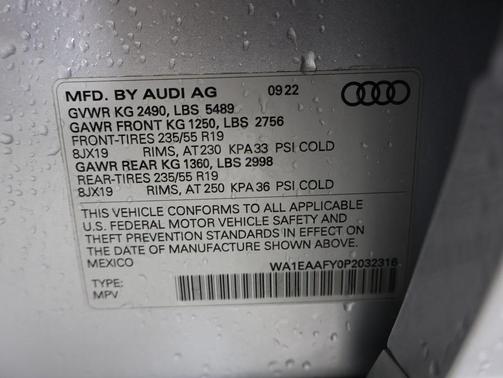 MFD. BY AUDI AG 09 22
GVWR KG 2490, LBS 5489
GAWR FRONT KG 1250, LBS 2756
FRONT-TIRES 235/55 R19
8JX19 RIMS, AT 230 KPA 33 PSI COLD
GAWR REAR KG 1360, LBS 2998
REAR-TIRES 235/55 R19
8JX19 RIMS, AT 250 KPA 36 PSI COLD
THIS VEHICLE CONFORMS TO ALL APPLICABLE
U.S. FEDERAL MOTOR VEHICLE SAFETY AND
THEFT PREVENTION STANDARDS IN EFFECT ON
THE DATE OF MANUFACTURE SHOWN ABOVE.
MEXICO WA1EAAFY0P2032316
TYPE:
MPV